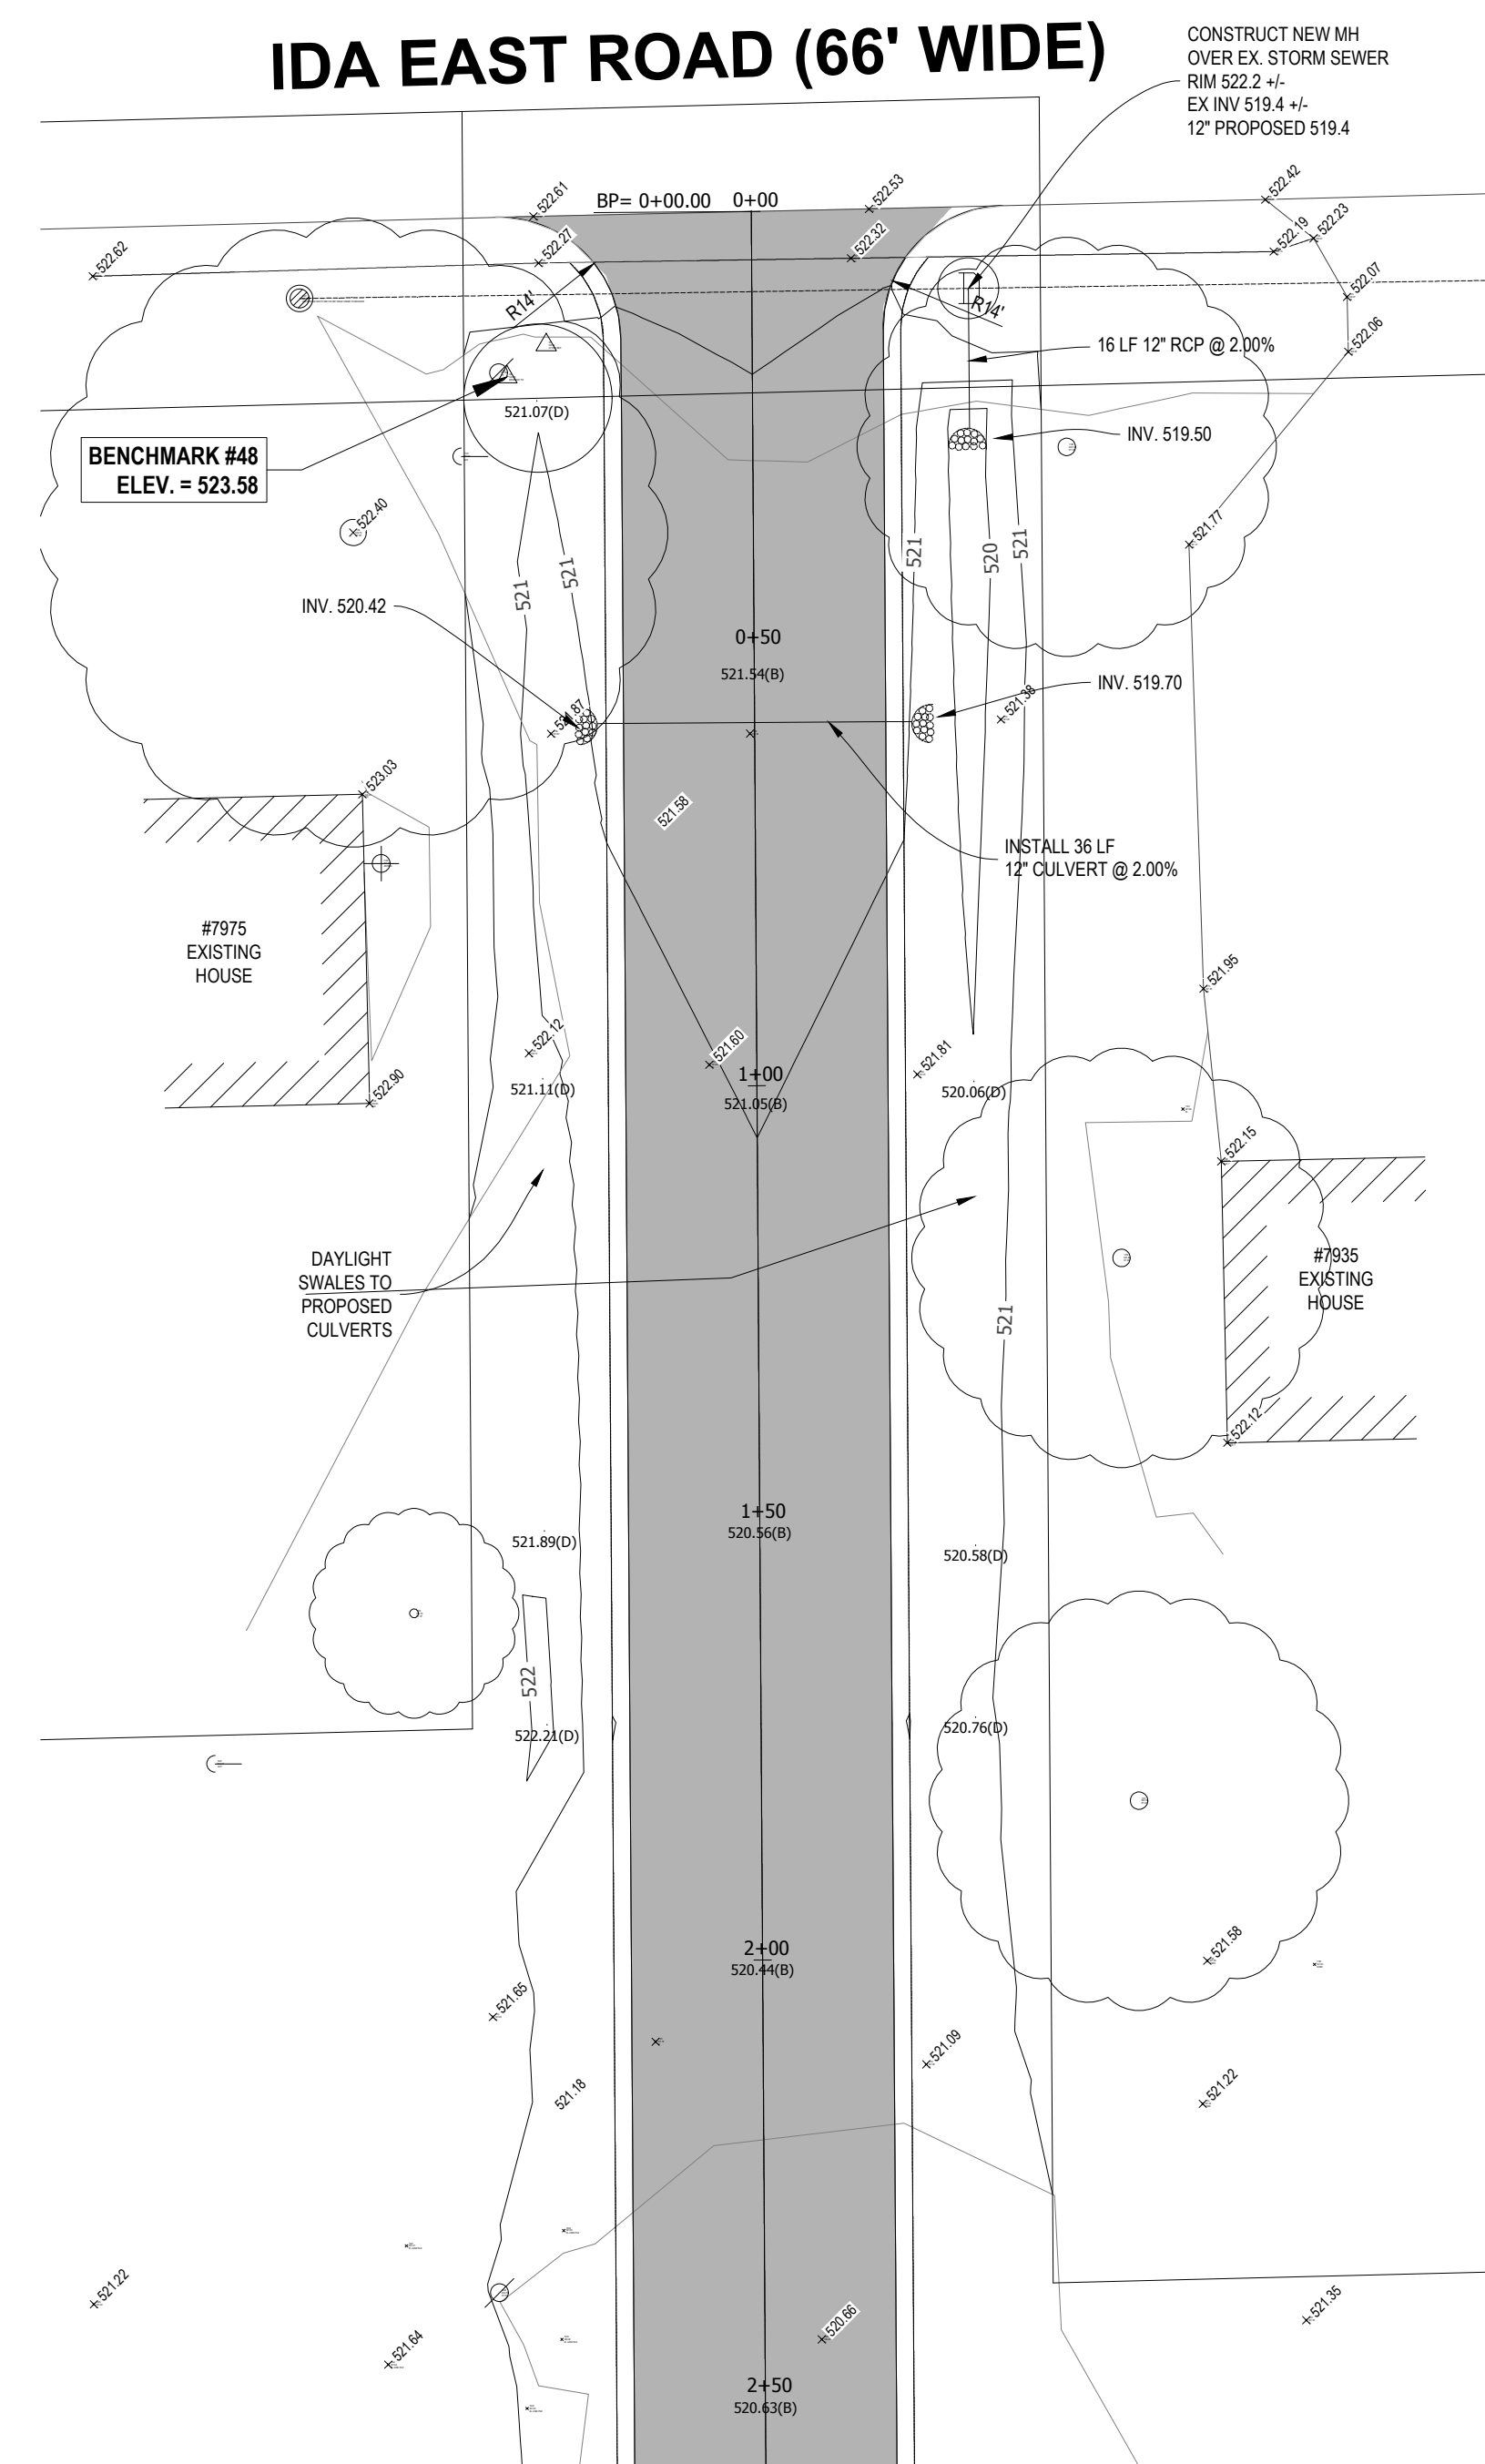 IDA EAST ROAD (66' WIDE)
CONSTRUCT NEW MH
OVER EX. STORM SEWER
RIM 522.2 +/-
EX INV 519.4 +/-
12" PROPOSED 519.4
522.61
BP= 0+00.00
0+00
522.53
522.42
522.62
522.27
522.32
522.19
522.23
522.07
R14'
R14'
522.06
16 LF 12" RCP @ 2.00%
521.07(D)
BENCHMARK #48
ELEV. = 523.58
INV. 519.50
522.40
521.77
521
521
521
520
521
INV. 520.42
0+50
521.54(B)
INV. 519.70
521.87
521.38
523.03
521.58
INSTALL 36 LF
12" CULVERT @ 2.00%
#7975
EXISTING
HOUSE
521.95
522.12
521.60
521.81
1+00
522.90
521.11(D)
521.05(B)
520.06(D)
522.15
DAYLIGHT
SWALES TO
PROPOSED
CULVERTS
#7935
EXISTING
HOUSE
521
522.12
1+50
520.56(B)
521.89(D)
520.58(D)
522
522.21(D)
520.76(D)
2+00
520.44(B)
521.58
521.65
521.09
521.18
521.22
521.22
521.35
520.66
521.64
2+50
520.63(B)